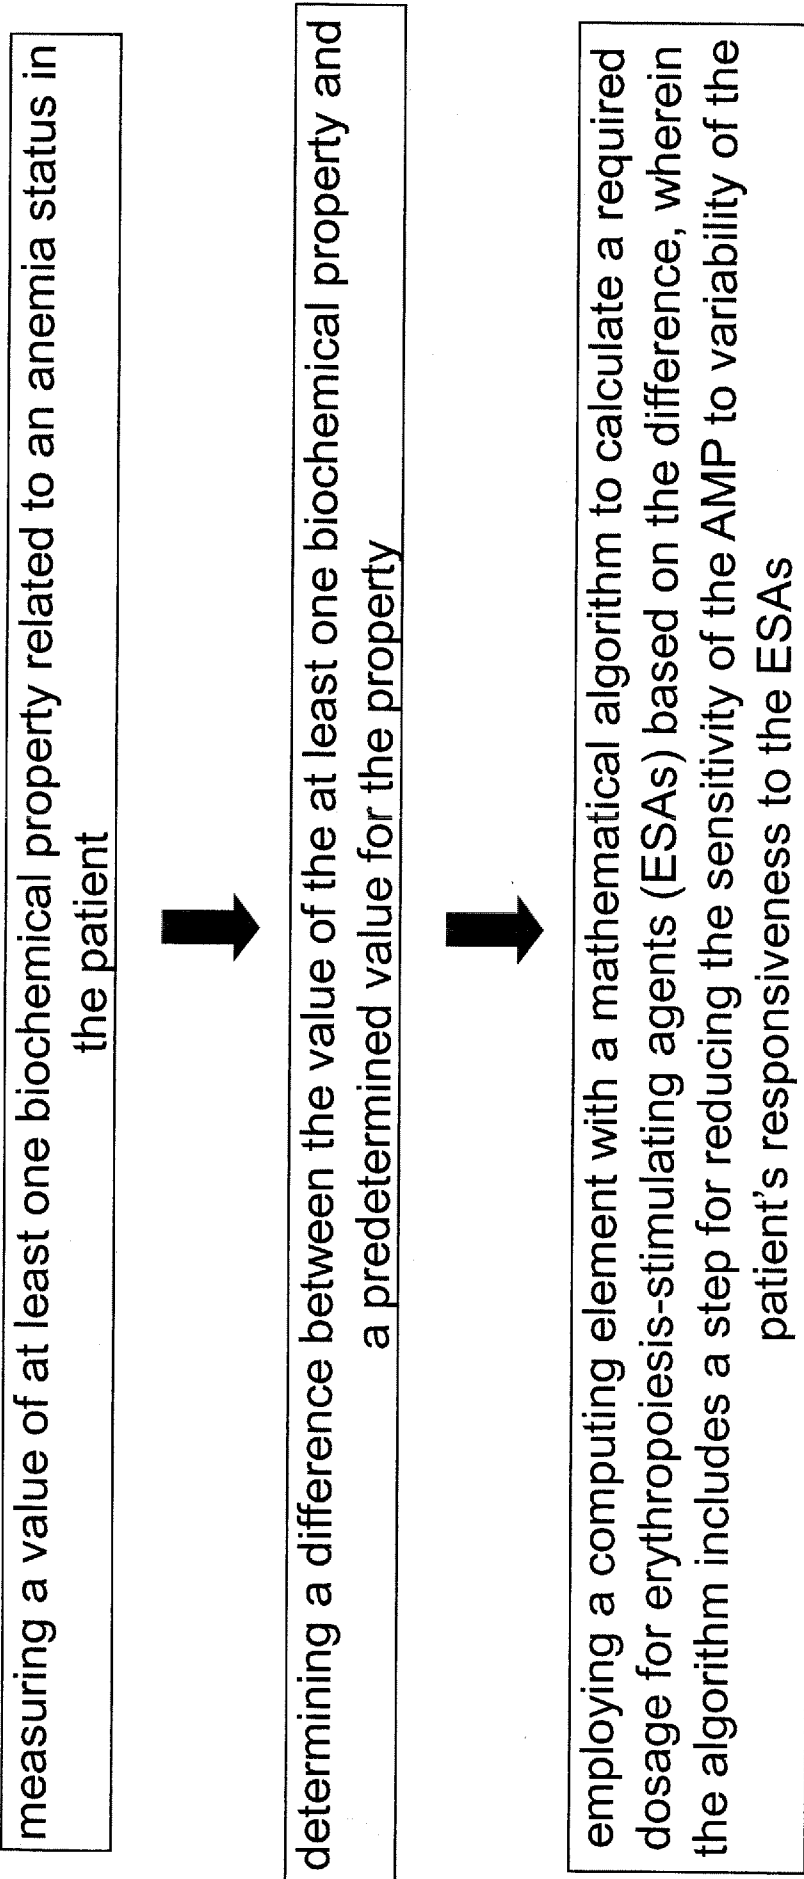 measuring a value of at least one biochemical property related to an anemia status in
the patient
determining a difference between the value of the at least one biochemical property and
a predetermined value for the property
employing a computing element with a mathematical algorithm to calculate a required
dosage for erythropoiesis-stimulating agents (ESAs) based on the difference, wherein
the algorithm includes a step for reducing the sensitivity of the AMP to variability of the
patient's responsiveness to the ESAs